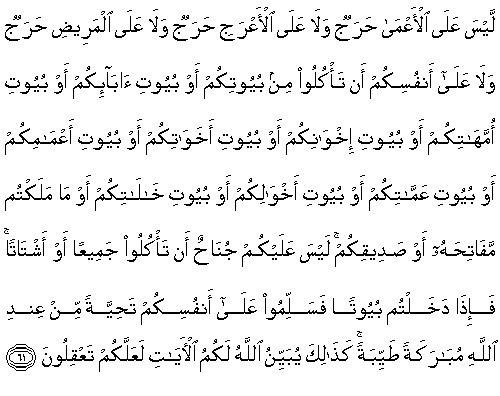 لَّيْسَ عَلَى ٱلْأَعْمَىٰ حَرَجٌ وَلَا عَلَى ٱلْأَعْرَجِ حَرَجٌ وَلَا عَلَى ٱلْمَرِيضِ حَرَجٌ
وَلَا عَلَىٰٓ أَنفُسِكُمْ أَن تَأْكُلُوا۟ مِنۢ بُيُوتِكُمْ أَوْ بُيُوتِ ءَابَآئِكُمْ أَوْ بُيُوتِ
أُمَّهَـٰتِكُمْ أَوْ بُيُوتِ إِخْوَٰنِكُمْ أَوْ بُيُوتِ أَخَوَٰتِكُمْ أَوْ بُيُوتِ أَعْمَـٰمِكُمْ
أَوْ بُيُوتِ عَمَّـٰتِكُمْ أَوْ بُيُوتِ أَخْوَٰلِكُمْ أَوْ بُيُوتِ خَـٰلَـٰتِكُمْ أَوْ مَا مَلَكْتُم
مَّفَاتِحَهُۥٓ أَوْ صَدِيقِكُمْ ۚ لَيْسَ عَلَيْكُمْ جُنَاحٌ أَن تَأْكُلُوا۟ جَمِيعًا أَوْ أَشْتَاتًا ۚ
فَإِذَا دَخَلْتُم بُيُوتًا فَسَلِّمُوا۟ عَلَىٰٓ أَنفُسِكُمْ تَحِيَّةً مِّنْ عِندِ
ٱللَّهِ مُبَـٰرَكَةً طَيِّبَةً ۚ كَذَٰلِكَ يُبَيِّنُ ٱللَّهُ لَكُمُ ٱلْـَٔايَـٰتِ لَعَلَّكُمْ تَعْقِلُونَ ۝٦١